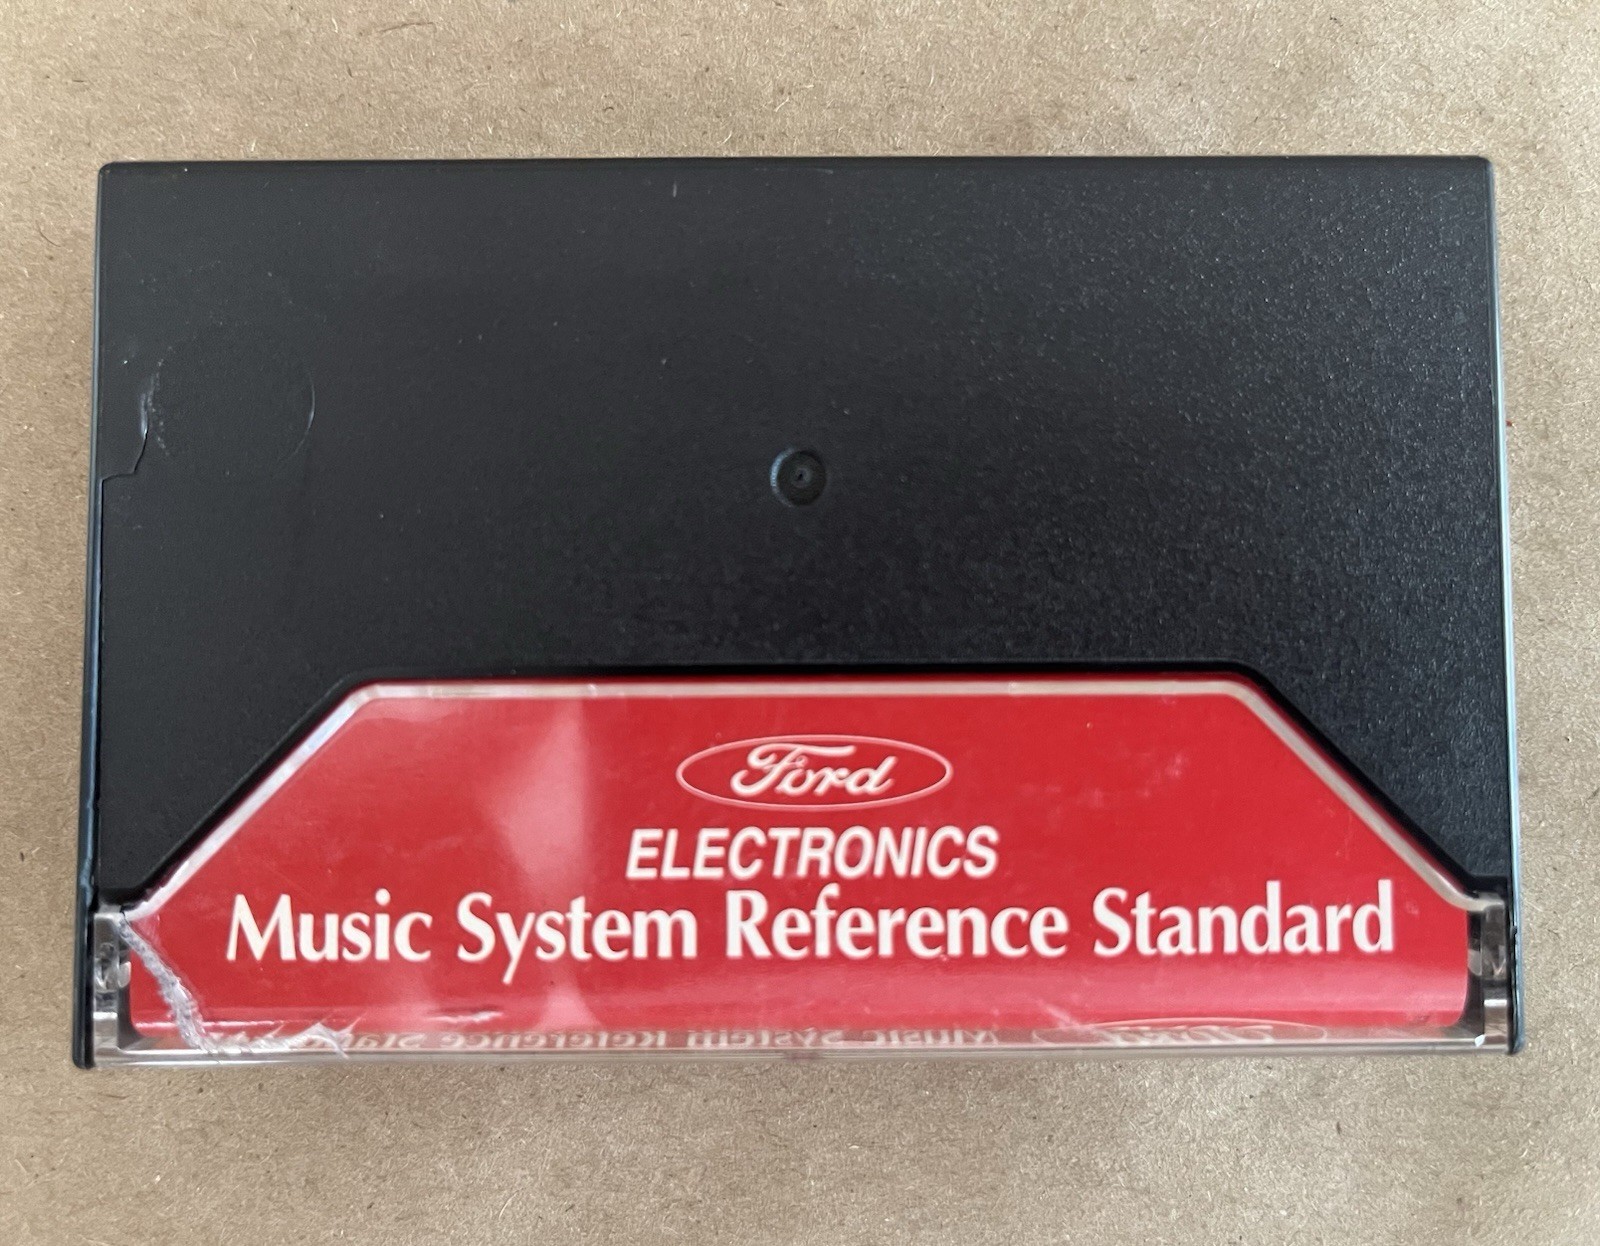 Ford
ELECTRONICS
Music System Reference Standard